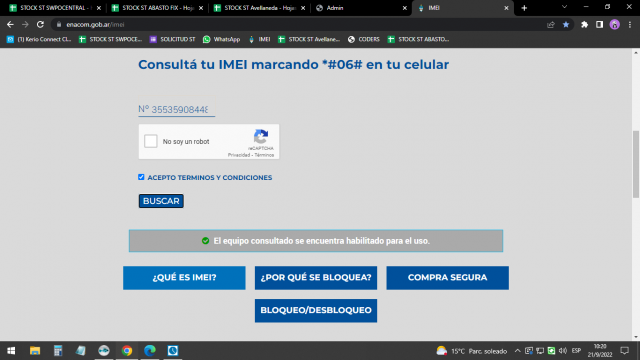 STOCK ST SWPOCENTRAL - H
STOCK ST ABASTO FIX - Hoja
STOCK ST Avellaneda - Hoja
Admin
IMEI
enacom.gob.ar/imei
(1) Kerio Connect Cl...
STOCK ST SWPOCE...
SOLICITUD ST
WhatsApp
IMEI
STOCK ST Avellane...
CODERS
STOCK ST ABASTO...
Consultá tu IMEI marcando *#06# en tu celular
Nº 35535908448
No soy un robot
reCAPTCHA
Privacidad - Términos
ACEPTO TERMINOS Y CONDICIONES
BUSCAR
El equipo consultado se encuentra habilitado para el uso.
¿QUÉ ES IMEI?
¿POR QUÉ SE BLOQUEA?
COMPRA SEGURA
BLOQUEO/DESBLOQUEO
15°C Parc. soleado
ESP
10:20
21/9/2022